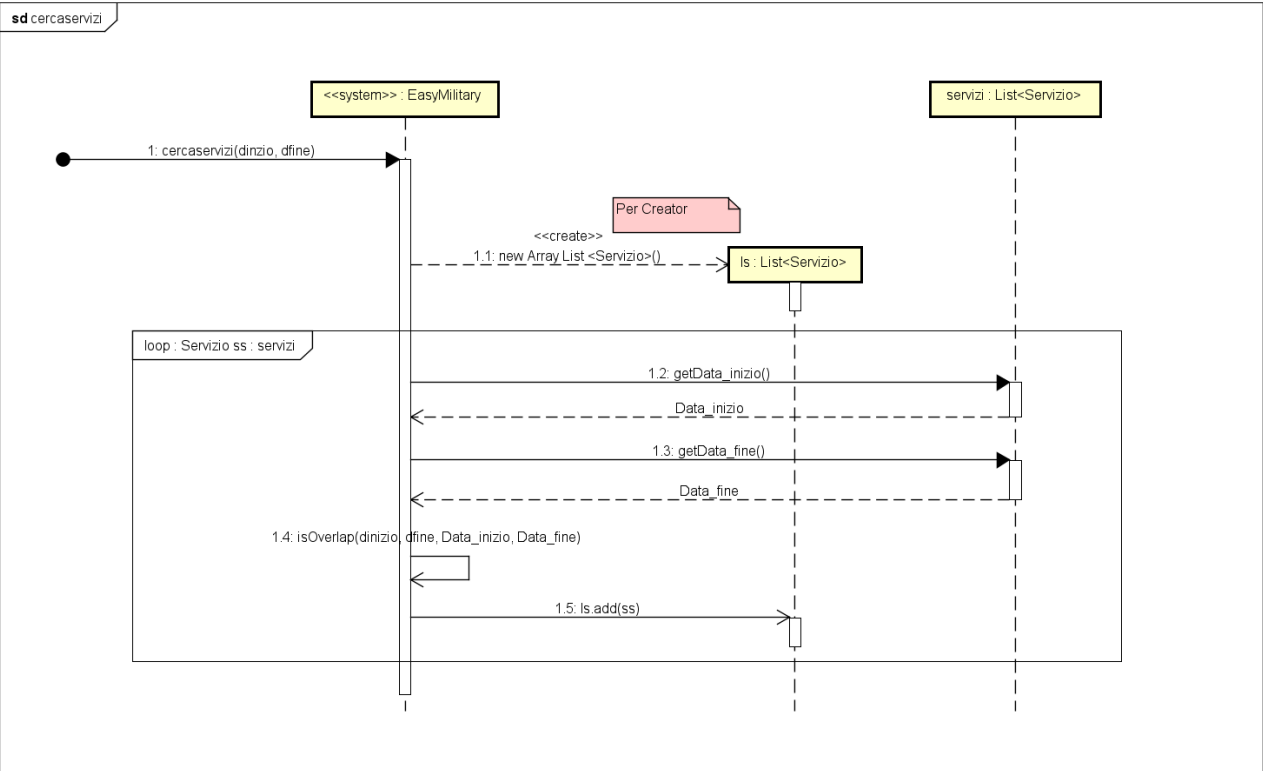 sd cercaservizi
<<system>> : EasyMilitary
servizi : List<Servizio>
1: cercaservizi(dinzio, dfine)
Per Creator
<<create>>
1.1: new Array List <Servizio>()
ls : List<Servizio>
loop : Servizio ss : servizi
1.2: getData_inizio()
Data_inizio
1.3: getData_fine()
Data_fine
1.4: isOverlap(dinizio, dfine, Data_inizio, Data_fine)
1.5: ls.add(ss)